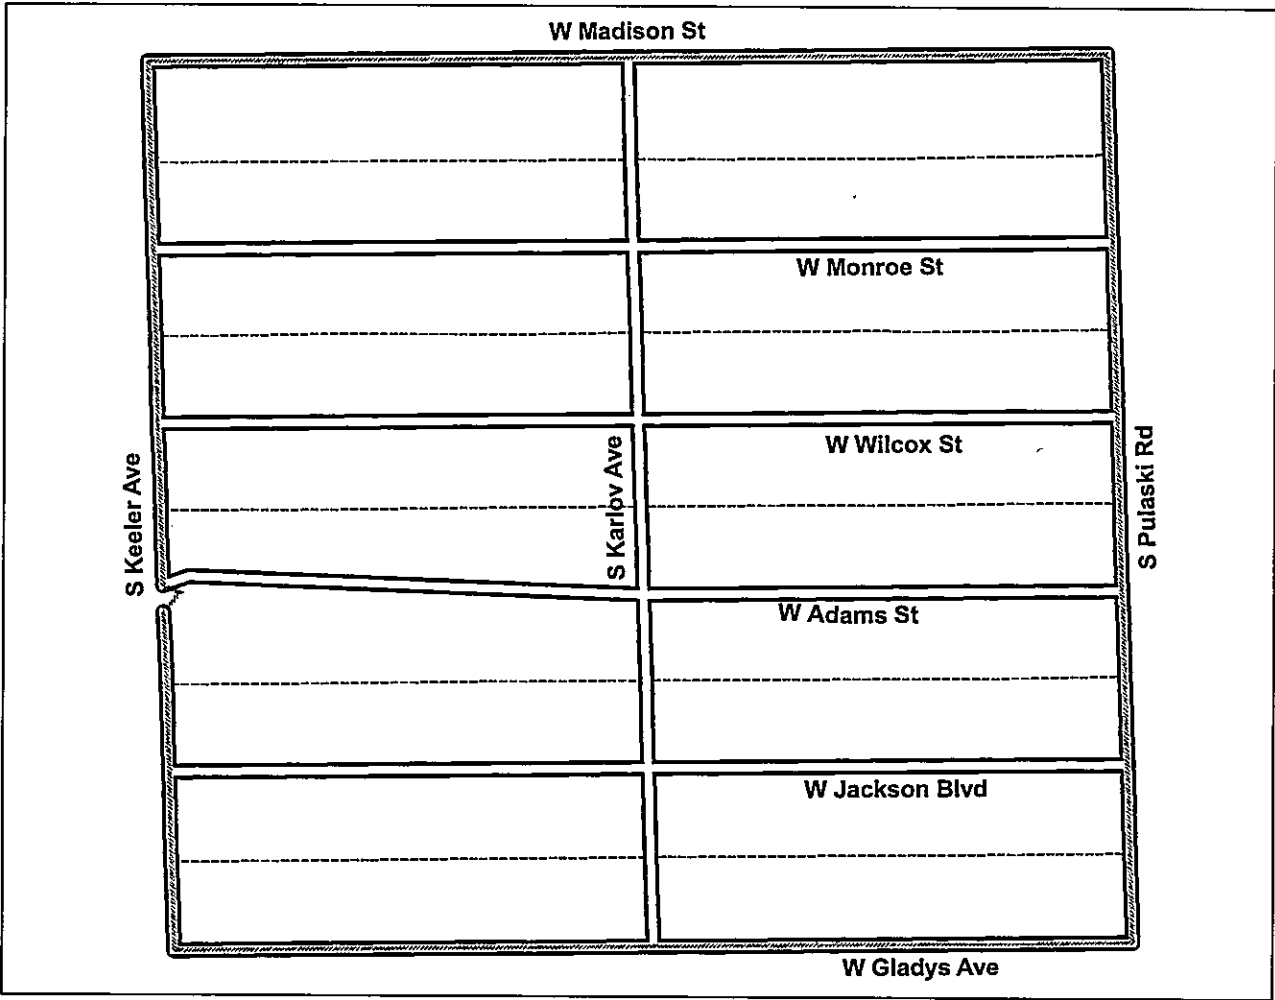 W Madison St
W Monroe St
W Wilcox St
S Keeler Ave
S Karlov Ave
S Pulaski Rd
W Adams St
W Jackson Blvd
W Gladys Ave